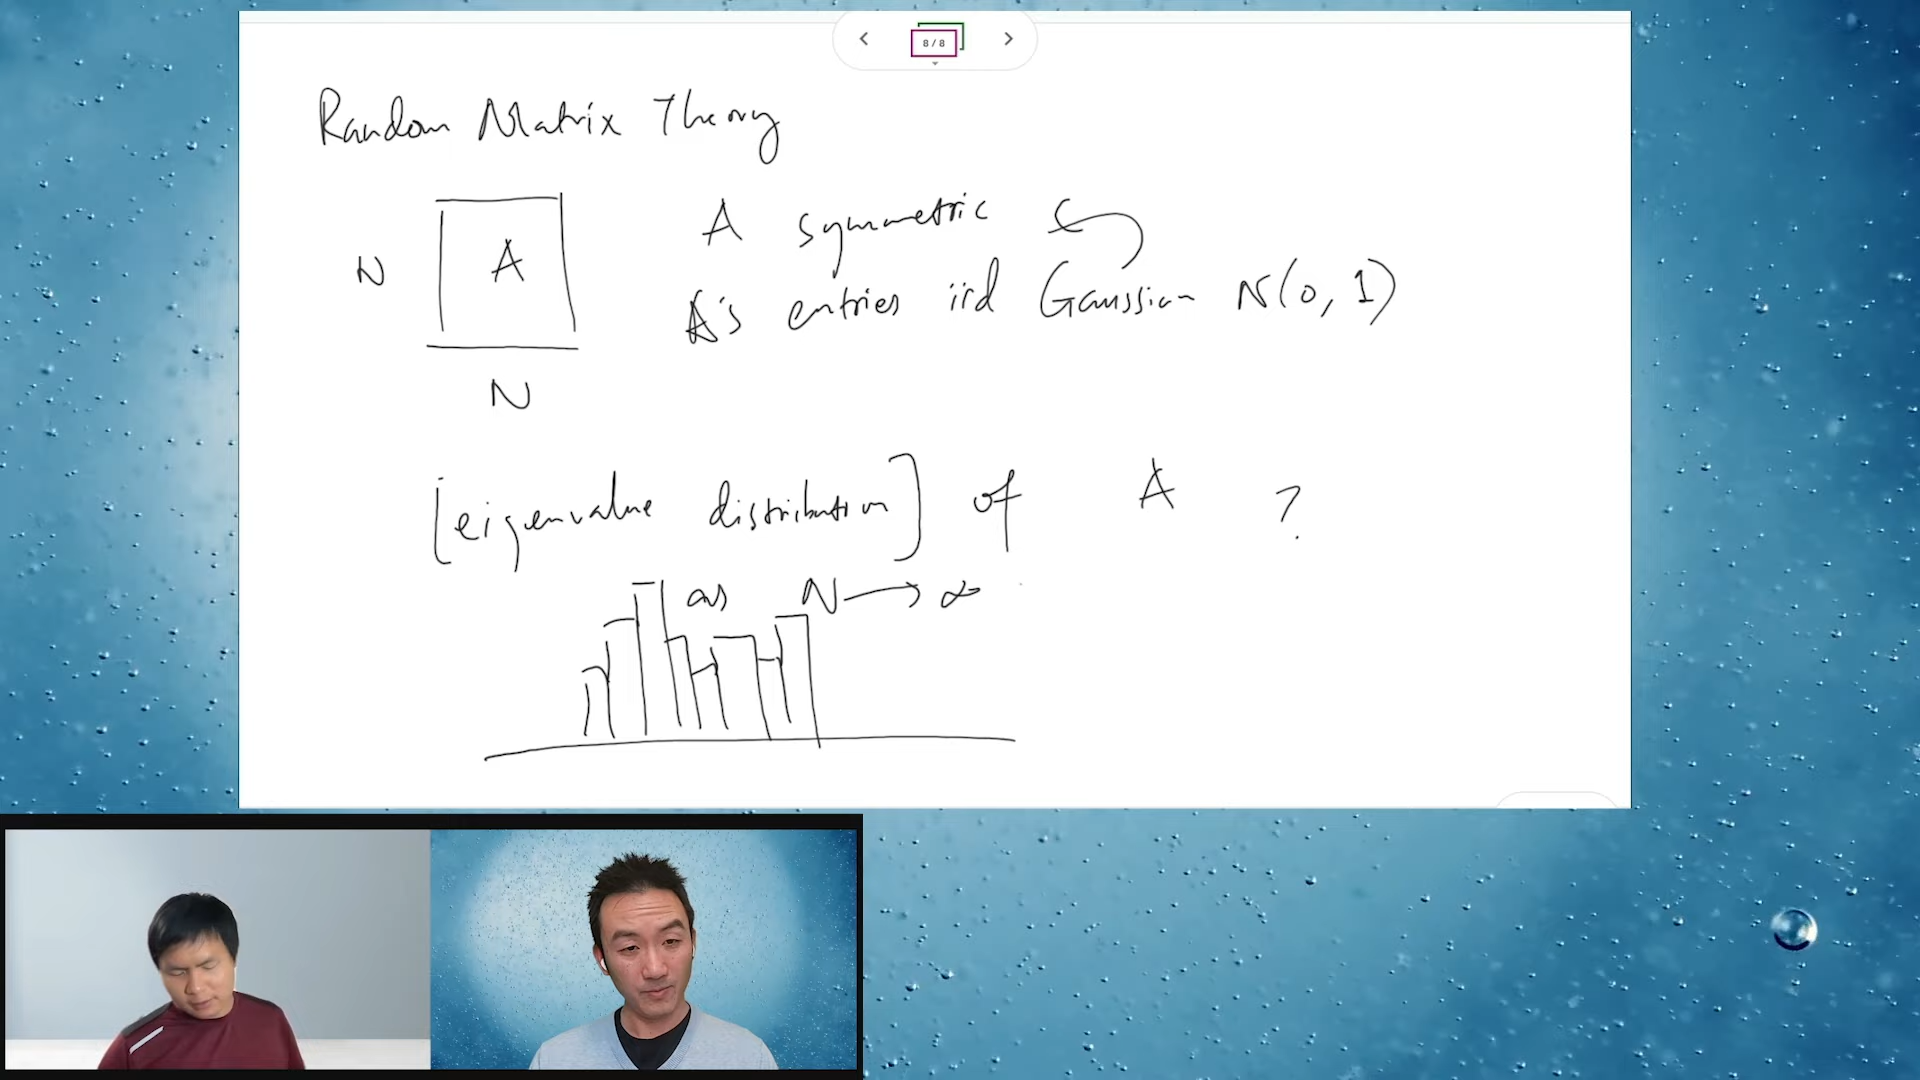 8 / 8
Random Matrix Theory
A symmetric
N A
A's entries iid Gaussian N(0, 1)
N
[eigenvalue distribution] of A ?
as N → ∞